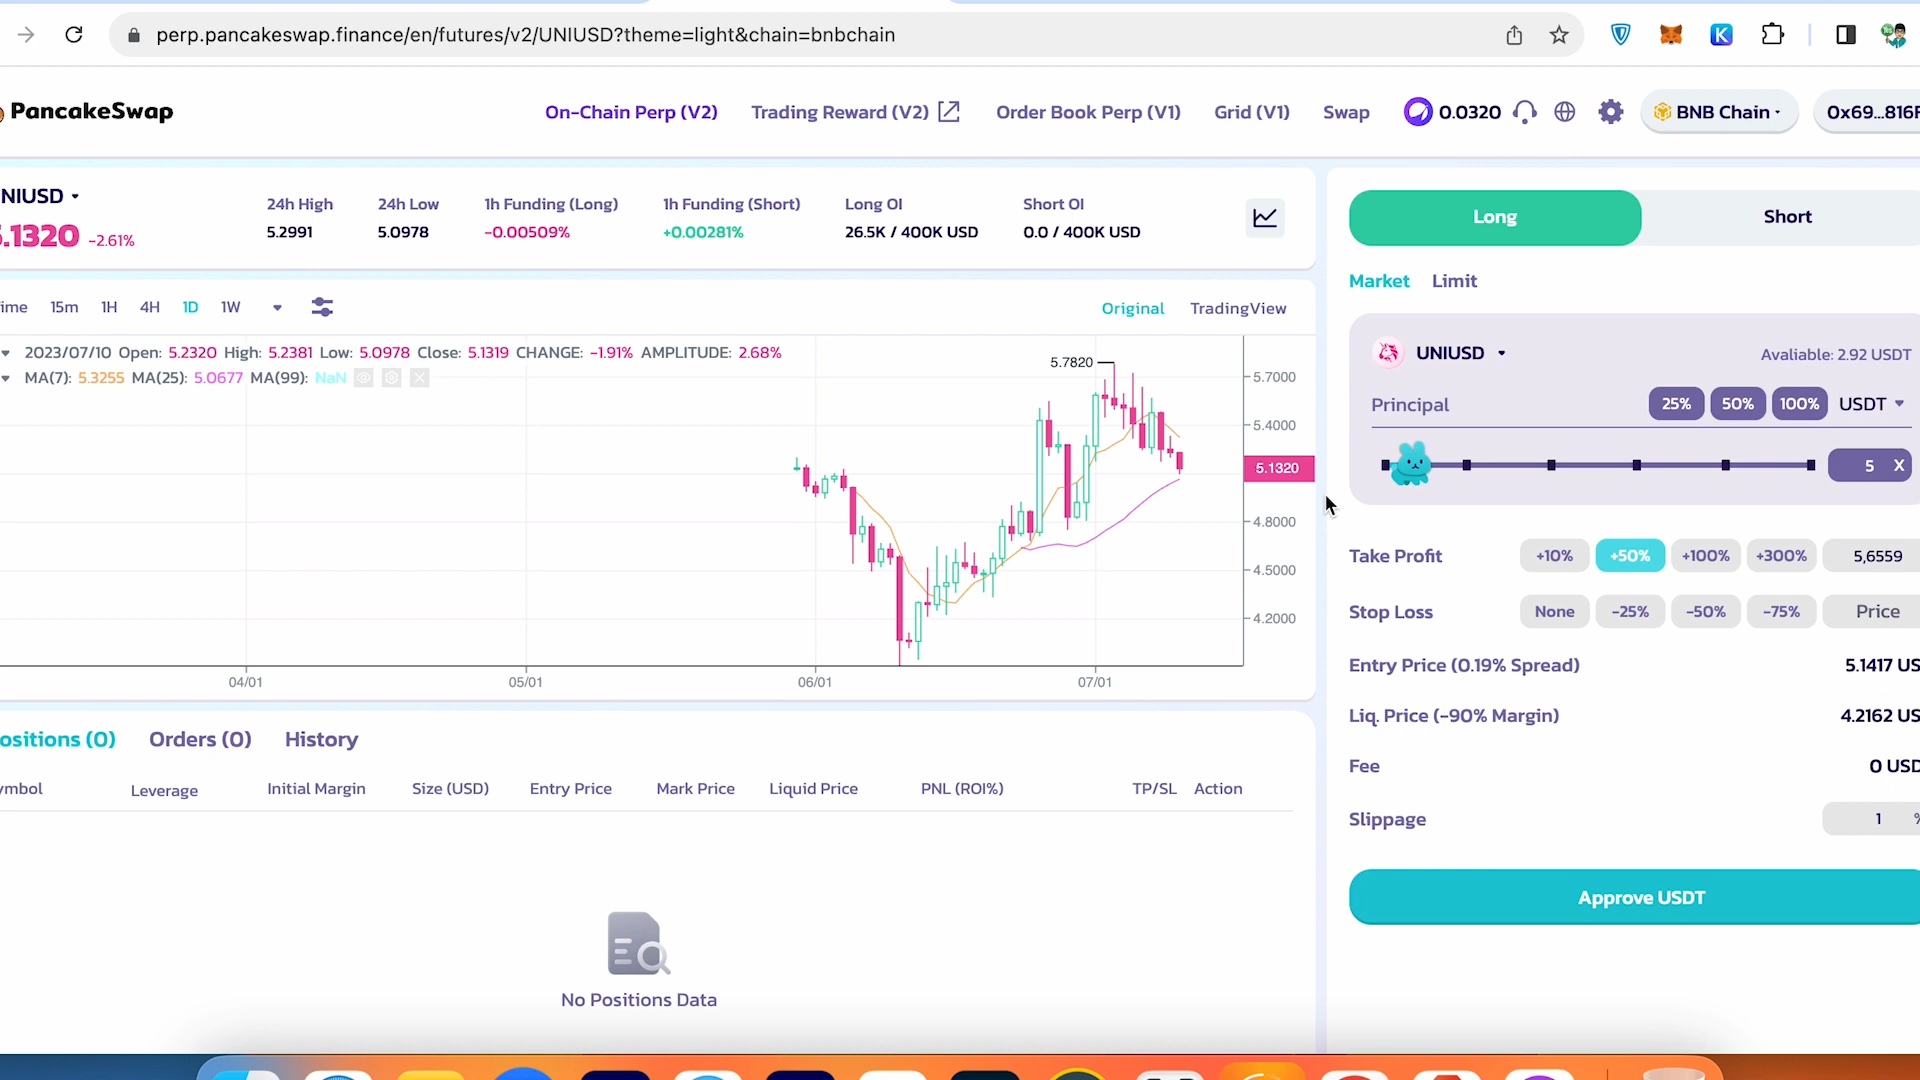 perp.pancakeswap.finance/en/futures/v2/UNIUSD?theme=light&chain=bnbchain
PancakeSwap On-Chain Perp (V2) Trading Reward (V2) Order Book Perp (V1) Grid (V1) Swap 0.0320 BNB Chain 0x69...816F
NIUSD
5.1320 -2.61%
24h High 24h Low 1h Funding (Long) 1h Funding (Short) Long OI Short OI
5.2991 5.0978 -0.00509% +0.00281% 26.5K / 400K USD 0.0 / 400K USD
ime 15m 1H 4H 1D 1W Original TradingView
2023/07/10 Open: 5.2320 High: 5.2381 Low: 5.0978 Close: 5.1319 CHANGE: -1.91% AMPLITUDE: 2.68%
MA(7): 5.3255 MA(25): 5.0677 MA(99): NaN
5.7820
5.7000
5.4000
5.1320
4.8000
4.5000
4.2000
04/01 05/01 06/01 07/01
ositions (0) Orders (0) History
ymbol Leverage Initial Margin Size (USD) Entry Price Mark Price Liquid Price PNL (ROI%) TP/SL Action
No Positions Data
Long Short
Market Limit
UNIUSD Avaliable: 2.92 USDT
Principal 25% 50% 100% USDT
5 X
Take Profit +10% +50% +100% +300% 5,6559
Stop Loss None -25% -50% -75% Price
Entry Price (0.19% Spread) 5.1417 US
Liq. Price (-90% Margin) 4.2162 US
Fee 0 USD
Slippage 1 %
Approve USDT